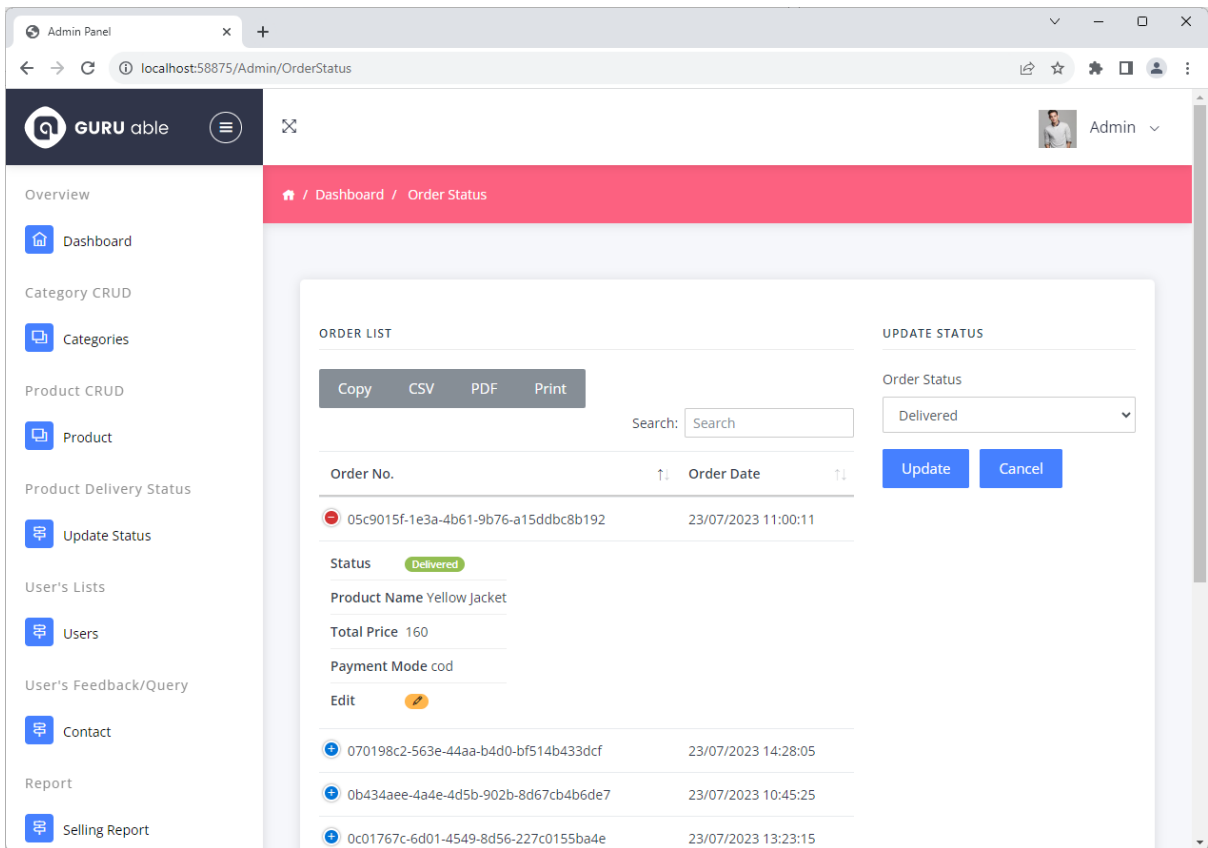 Admin Panel
localhost:58875/Admin/OrderStatus
GURU able
Admin
Overview
Dashboard
Category CRUD
Categories
Product CRUD
Product
Product Delivery Status
Update Status
User's Lists
Users
User's Feedback/Query
Contact
Report
Selling Report
/ Dashboard / Order Status
ORDER LIST
Copy CSV PDF Print
Search: Search
Order No. Order Date
05c9015f-1e3a-4b61-9b76-a15ddbc8b192 23/07/2023 11:00:11
Status Delivered
Product Name Yellow Jacket
Total Price 160
Payment Mode cod
Edit
070198c2-563e-44aa-b4d0-bf514b433dcf 23/07/2023 14:28:05
0b434aee-4a4e-4d5b-902b-8d67cb4b6de7 23/07/2023 10:45:25
0c01767c-6d01-4549-8d56-227c0155ba4e 23/07/2023 13:23:15
UPDATE STATUS
Order Status
Delivered
Update Cancel